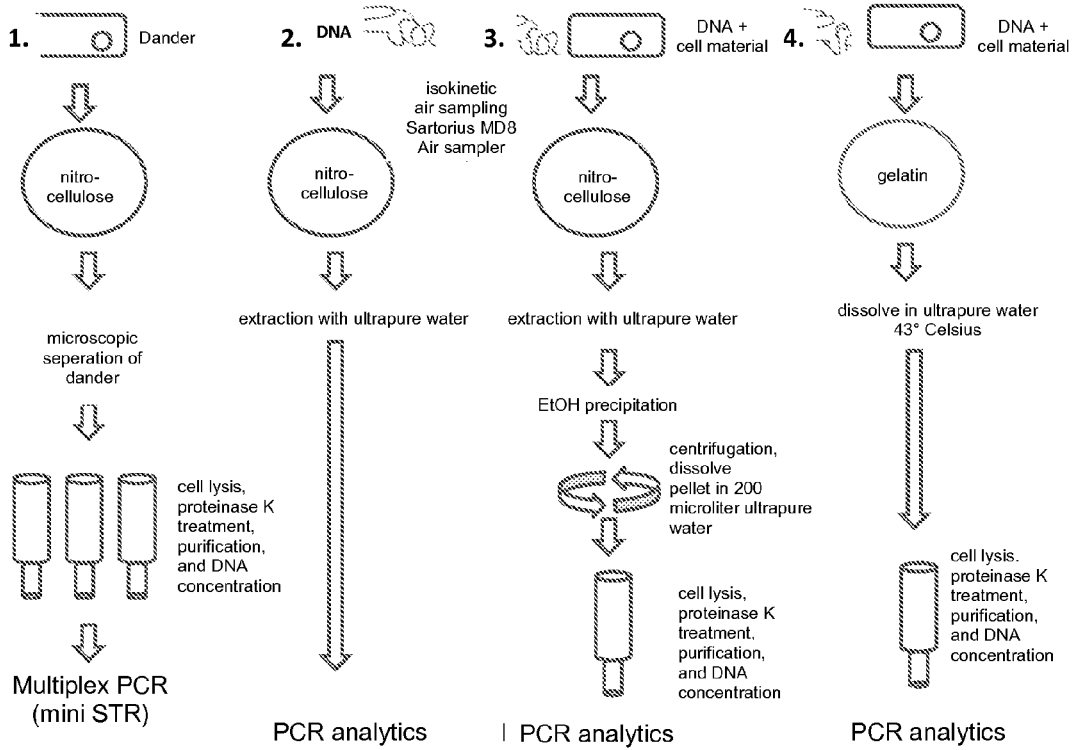 1.
Dander
nitro-
cellulose
microscopic
seperation of
dander
cell lysis,
proteinase K
treatment,
purification,
and DNA
concentration
Multiplex PCR
(mini STR)
2.
DNA
isokinetic
air sampling
Sartorius MD8
Air sampler
nitro-
cellulose
extraction with ultrapure water
PCR analytics
3.
DNA +
cell material
nitro-
cellulose
extraction with ultrapure water
EtOH precipitation
centrifugation,
dissolve
pellet in 200
microliter ultrapure
water
cell lysis,
proteinase K
treatment,
purification,
and DNA
concentration
PCR analytics
4.
DNA +
cell material
gelatin
dissolve in ultrapure water
43° Celsius
cell lysis.
proteinase K
treatment,
purification,
and DNA
concentration
PCR analytics